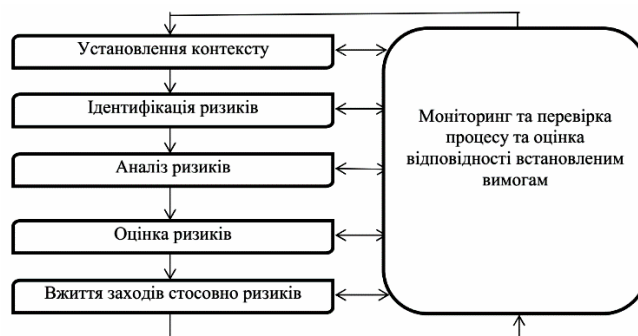 Установлення контексту
Ідентифікація ризиків
Аналіз ризиків
Оцінка ризиків
Вжиття заходів стосовно ризиків
Моніторинг та перевірка
процесу та оцінка
відповідності встановленим
вимогам